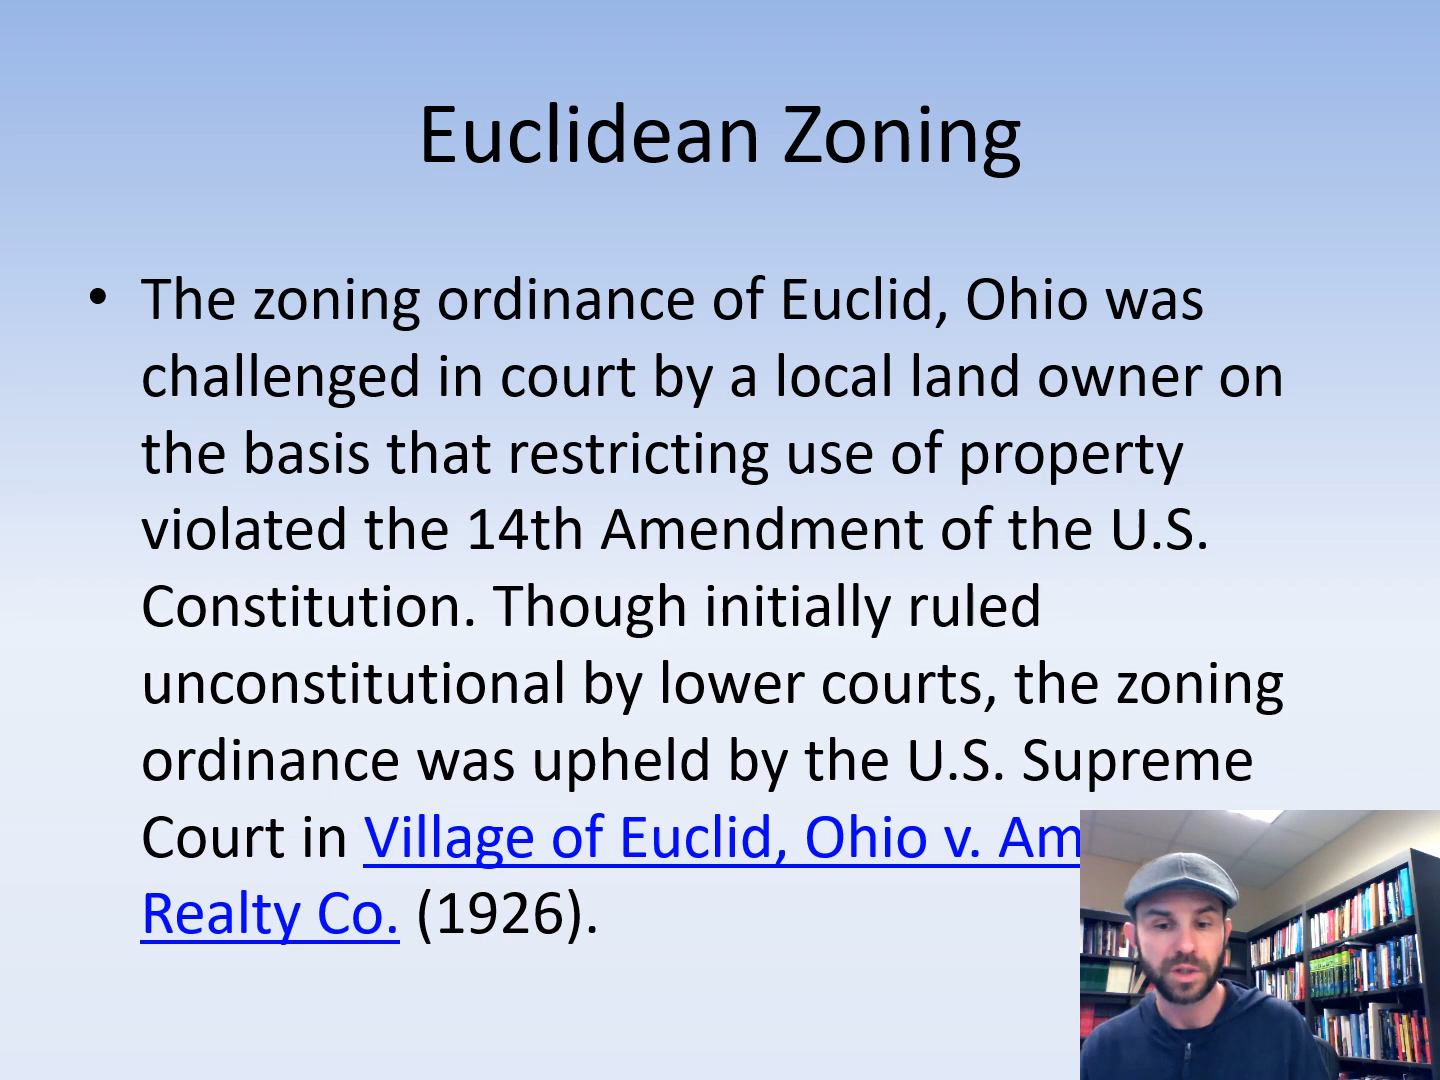 Euclidean Zoning
• The zoning ordinance of Euclid, Ohio was
challenged in court by a local land owner on
the basis that restricting use of property
violated the 14th Amendment of the U.S.
Constitution. Though initially ruled
unconstitutional by lower courts, the zoning
ordinance was upheld by the U.S. Supreme
Court in Village of Euclid, Ohio v. Am
Realty Co. (1926).